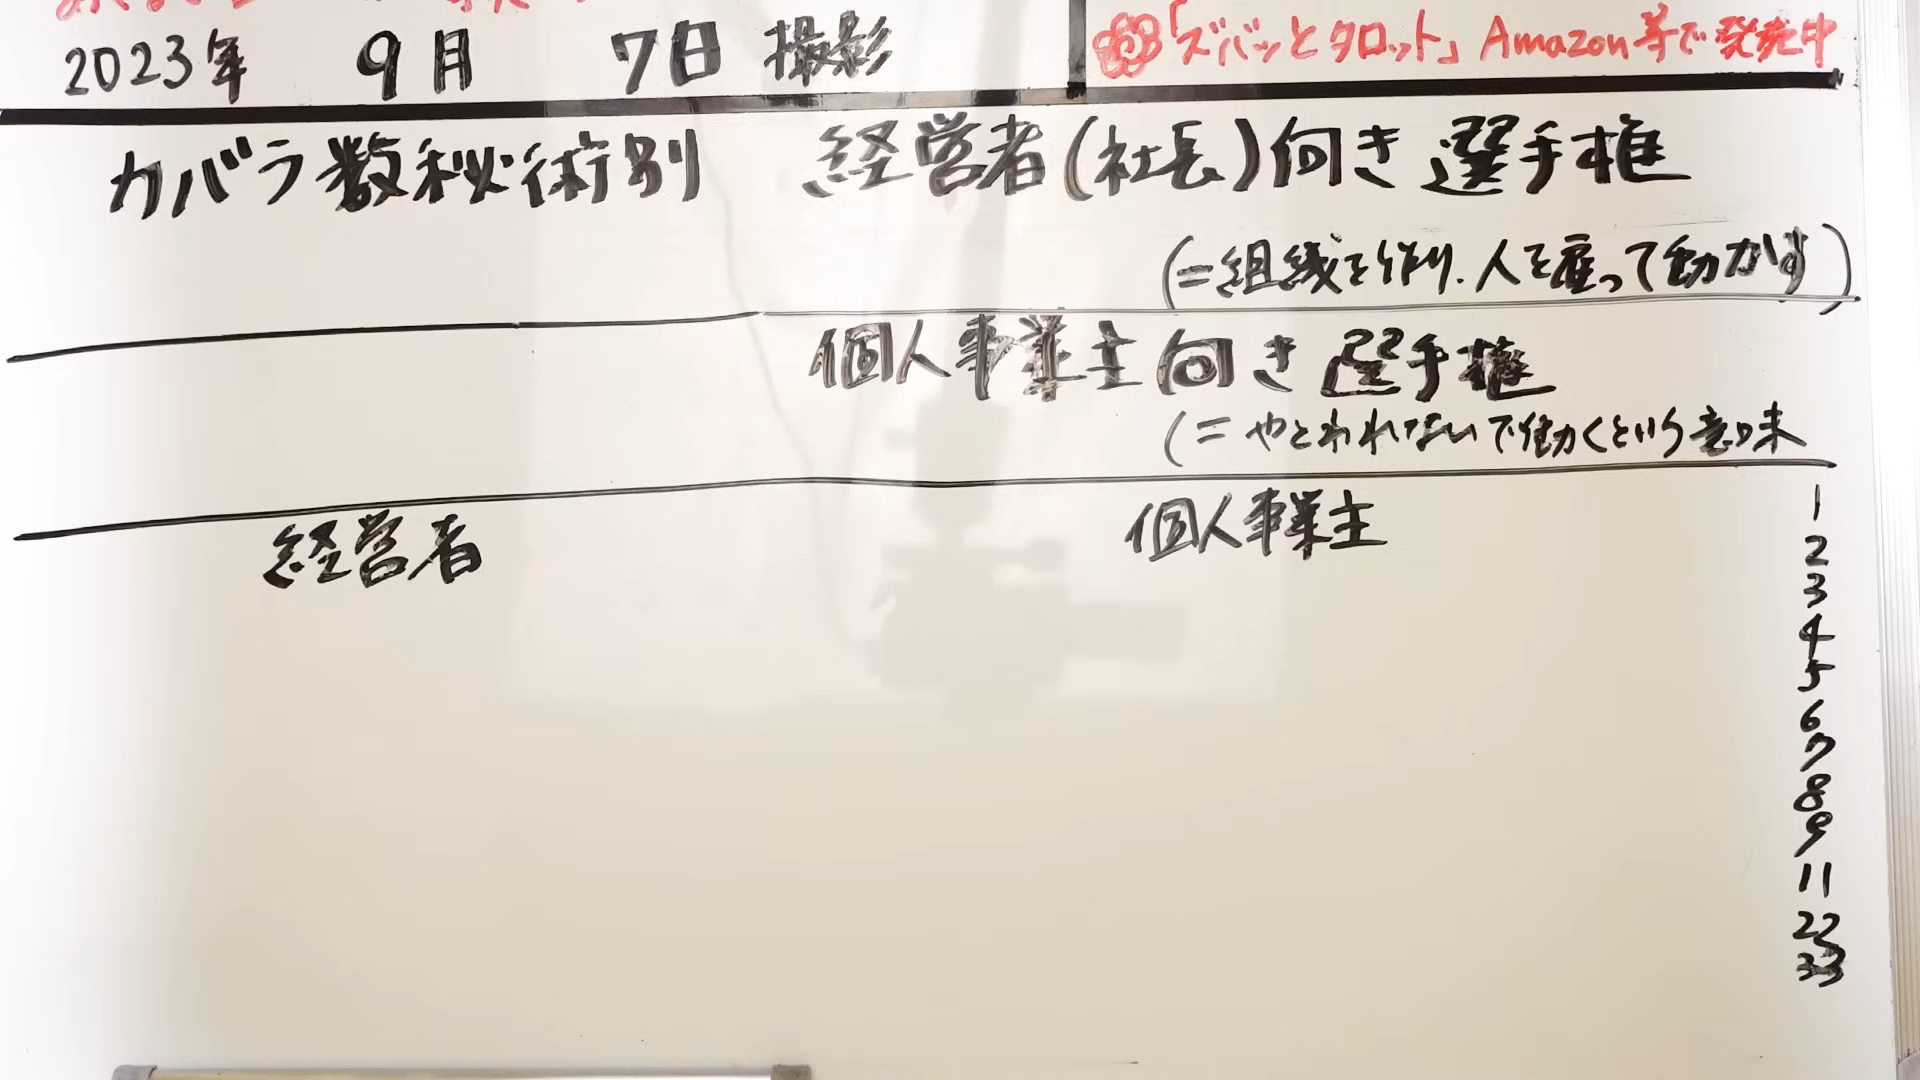 2023年 9月 7日 撮影
「ズバッとタロット」Amazon等で発売中
カバラ数秘術別 経営者(社長)向き選手権
(=組織を作り、人を雇って動かす)
個人事業主向き選手権
(=やとわれないで働くという意味
経営者 個人事業主
1
2
3
4
5
6
7
8
9
11
22
33